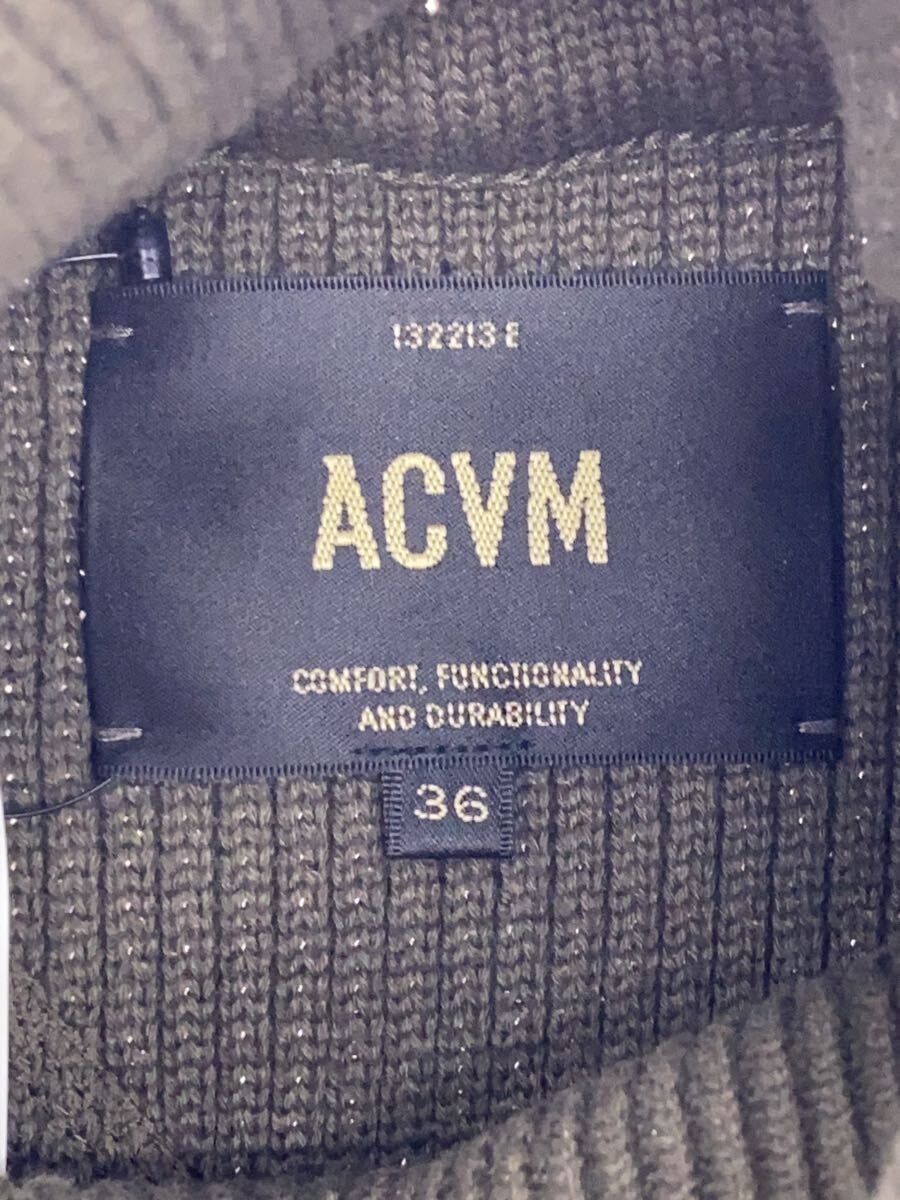 132213 E
ACVM
COMFORT, FUNCTIONALITY
AND DURABILITY
36